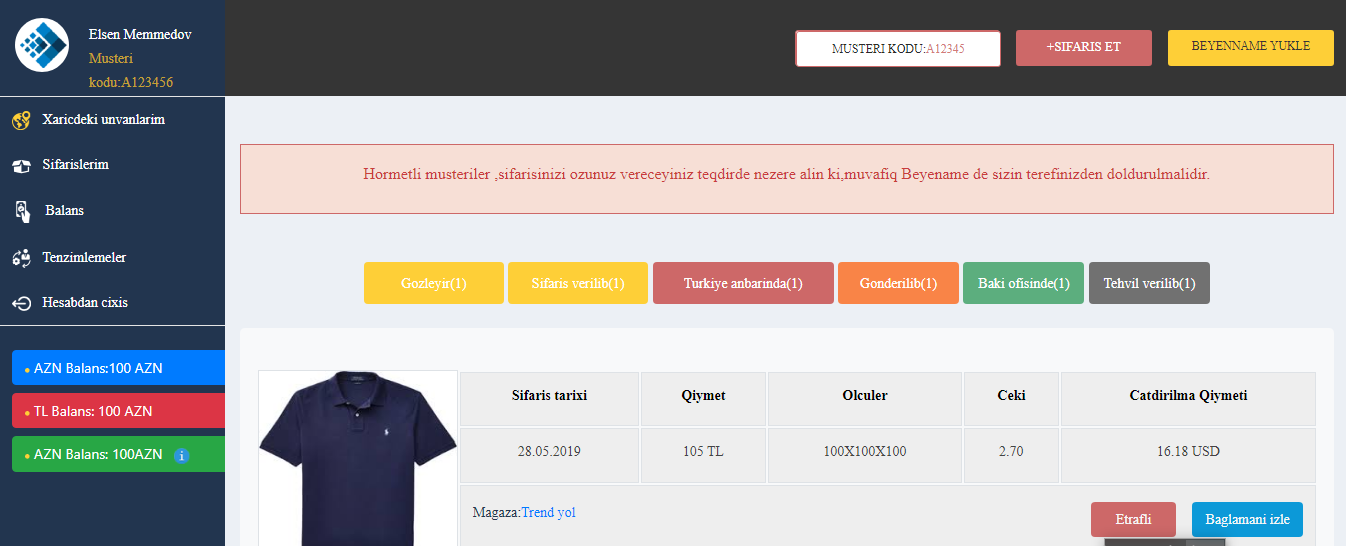 Elsen Memmedov
Musteri
kodu:A123456
MUSTERI KODU:A12345
+SIFARIS ET
BEYENNAME YUKLE
Xaricdeki unvanlarim
Sifarislerim
Balans
Tenzimlemeler
Hesabdan cixis
AZN Balans:100 AZN
TL Balans: 100 AZN
AZN Balans: 100AZN
Hormetli musteriler ,sifarisinizi ozunuz vereceyiniz teqdirde nezere alin ki,muvafiq Beyename de sizin terefinizden doldurulmalidir.
Gozleyir(1)
Sifaris verilib(1)
Turkiye anbarinda(1)
Gonderilib(1)
Baki ofisinde(1)
Tehvil verilib(1)
Sifaris tarixi Qiymet Olculer Ceki Catdirilma Qiymeti
28.05.2019 105 TL 100X100X100 2.70 16.18 USD
Magaza:Trend yol
Etrafli
Baglamani izle